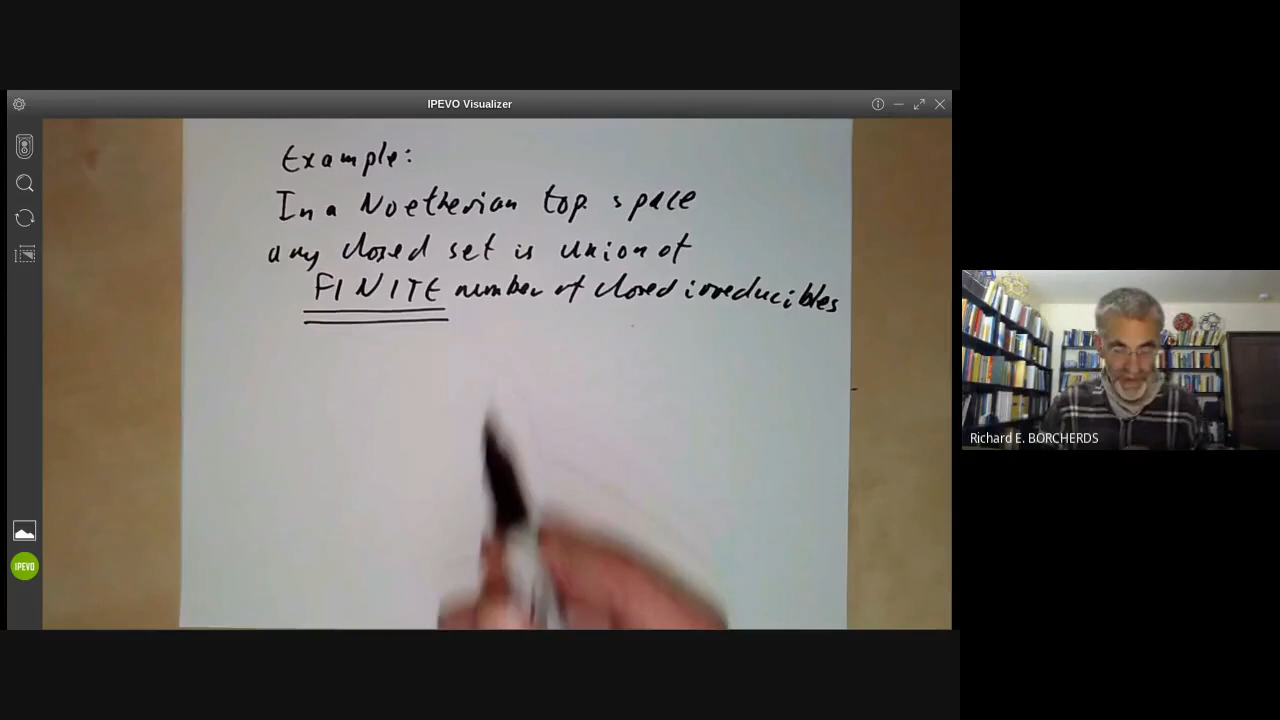 IPEVO Visualizer
Example:
In a Noetherian top. space
any closed set is union of
FINITE number of closed irreducibles
IPEVO
Richard E. BORCHERDS